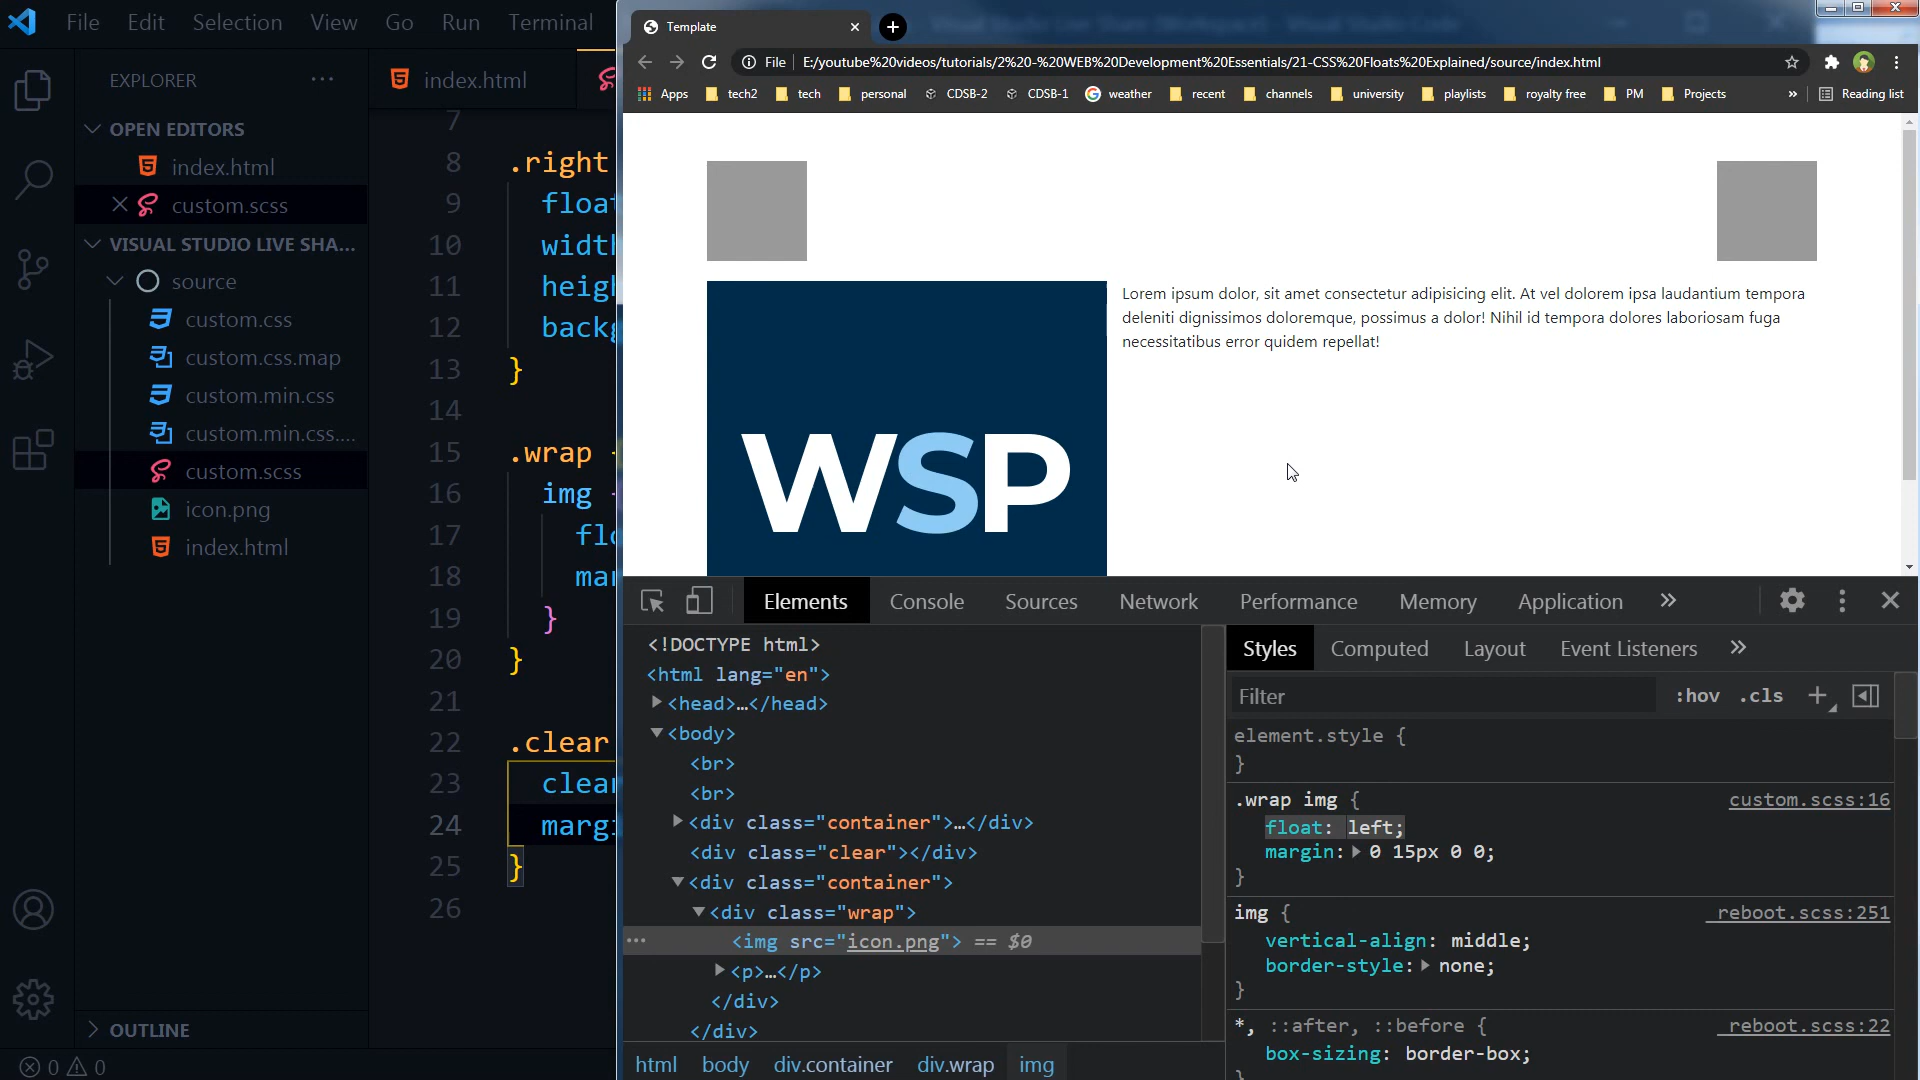 File Edit Selection View Go Run Terminal
EXPLORER ···
OPEN EDITORS
index.html
custom.scss
VISUAL STUDIO LIVE SHA...
source
custom.css
custom.css.map
custom.min.css
custom.min.css....
custom.scss
icon.png
index.html
OUTLINE
0 0
index.html
7
8 .right
9 float
10 width
11 heigh
12 backg
13 }
14
15 .wrap
16 img
17 flo
18 mar
19 }
20 }
21
22 .clear
23 clear
24 margi
25 }
26
Template
File E:/youtube%20videos/tutorials/2%20-%20WEB%20Development%20Essentials/21-CSS%20Floats%20Explained/source/index.html
Apps tech2 tech personal CDSB-2 CDSB-1 weather recent channels university playlists royalty free PM Projects » Reading list
WSP
Lorem ipsum dolor, sit amet consectetur adipisicing elit. At vel dolorem ipsa laudantium tempora
deleniti dignissimos doloremque, possimus a dolor! Nihil id tempora dolores laboriosam fuga
necessitatibus error quidem repellat!
Elements Console Sources Network Performance Memory Application »
<!DOCTYPE html>
<html lang="en">
<head>…</head>
<body>
<br>
<br>
<div class="container">…</div>
<div class="clear"></div>
<div class="container">
<div class="wrap">
··· <img src="icon.png"> == $0
<p>…</p>
</div>
</div>
html body div.container div.wrap img
Styles Computed Layout Event Listeners »
Filter :hov .cls +
element.style {
}
.wrap img { custom.scss:16
float: left;
margin: 0 15px 0 0;
}
img { _reboot.scss:251
vertical-align: middle;
border-style: none;
}
*, ::after, ::before { _reboot.scss:22
box-sizing: border-box;
}